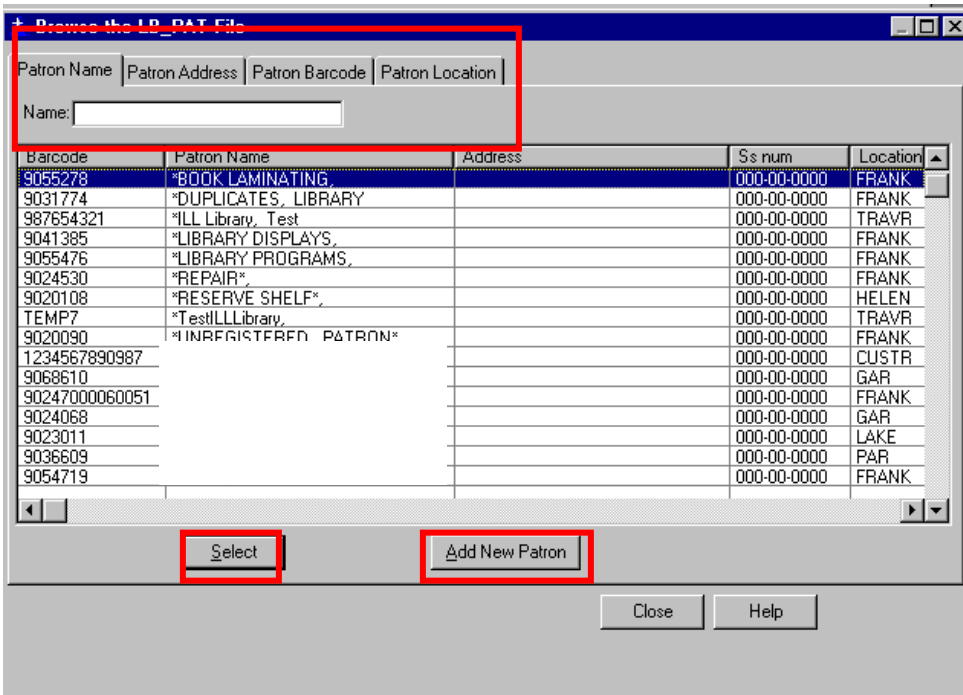 Browse the LB_PAT File
Patron Name Patron Address Patron Barcode Patron Location
Name:
Barcode Patron Name Address Ss num Location
9055278 *BOOK LAMINATING, 000-00-0000 FRANK
9031774 *DUPLICATES, LIBRARY 000-00-0000 FRANK
987654321 *ILL Library, Test 000-00-0000 TRAVR
9041385 *LIBRARY DISPLAYS, 000-00-0000 FRANK
9055476 *LIBRARY PROGRAMS, 000-00-0000 FRANK
9024530 *REPAIR*, 000-00-0000 FRANK
9020108 *RESERVE SHELF*, 000-00-0000 HELEN
TEMP7 *TestILLLibrary, 000-00-0000 TRAVR
9020090 *UNREGISTERED, PATRON* 000-00-0000 FRANK
1234567890987 000-00-0000 CUSTR
9068610 000-00-0000 GAR
90247000060051 000-00-0000 FRANK
9024068 000-00-0000 GAR
9023011 000-00-0000 LAKE
9036609 000-00-0000 PAR
9054719 000-00-0000 FRANK
Select Add New Patron
Close Help